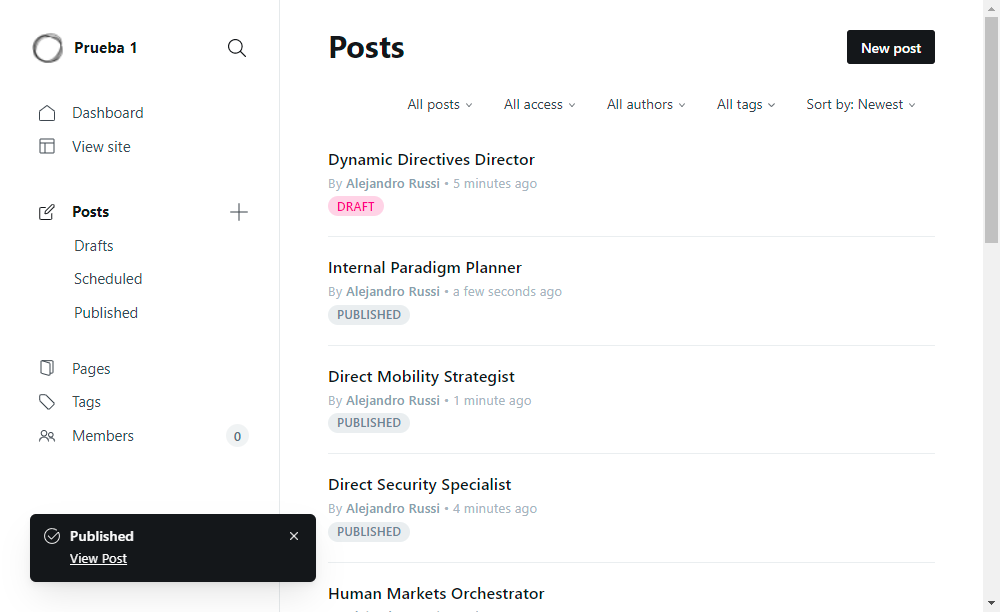 Prueba 1
Dashboard
View site
Posts
Drafts
Scheduled
Published
Pages
Tags
Members 0
Published
View Post
Posts
New post
All posts All access All authors All tags Sort by: Newest
Dynamic Directives Director
By Alejandro Russi • 5 minutes ago
DRAFT
Internal Paradigm Planner
By Alejandro Russi • a few seconds ago
PUBLISHED
Direct Mobility Strategist
By Alejandro Russi • 1 minute ago
PUBLISHED
Direct Security Specialist
By Alejandro Russi • 4 minutes ago
PUBLISHED
Human Markets Orchestrator